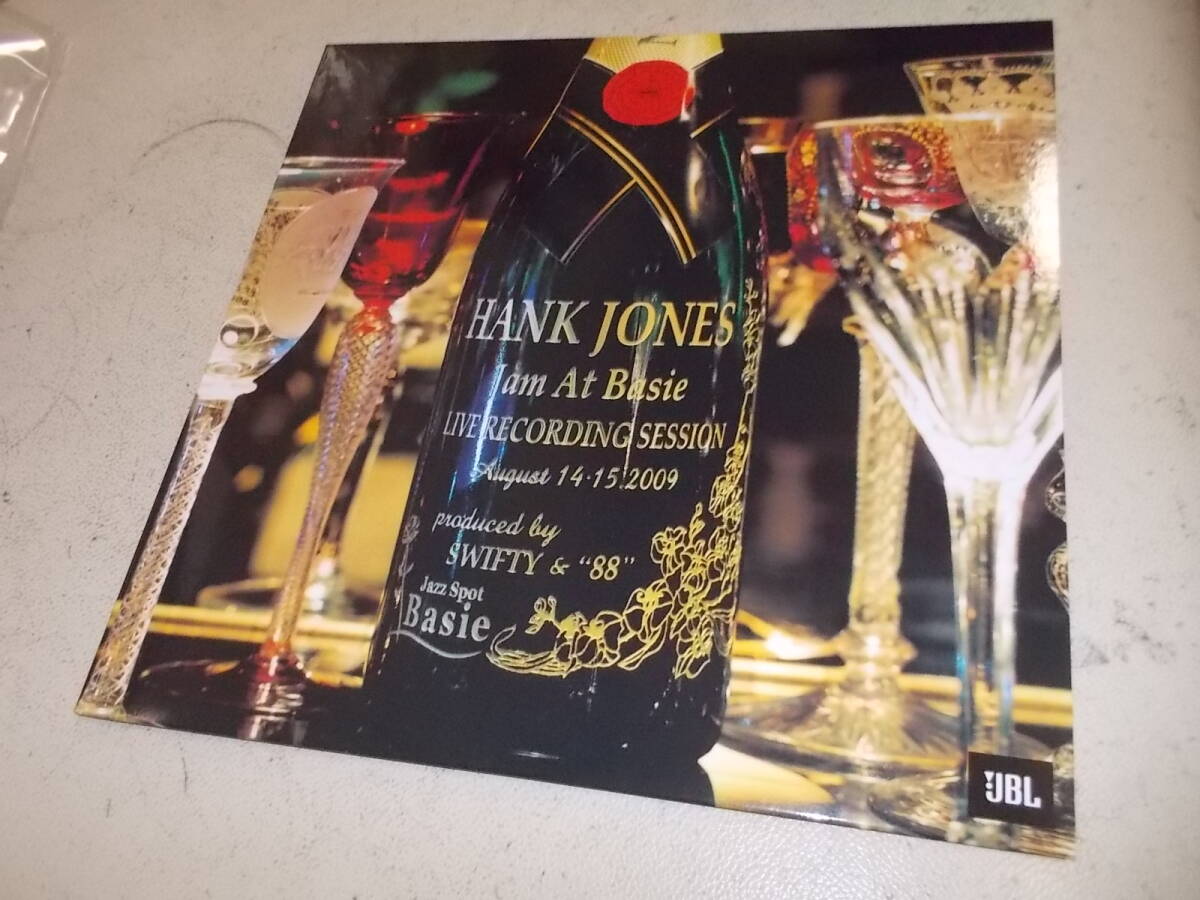 HANK JONES
Jam At Basie
LIVE RECORDING SESSION
August 14·15 2009
produced by
SWIFTY & "88"
Jazz Spot
Basie
JBL